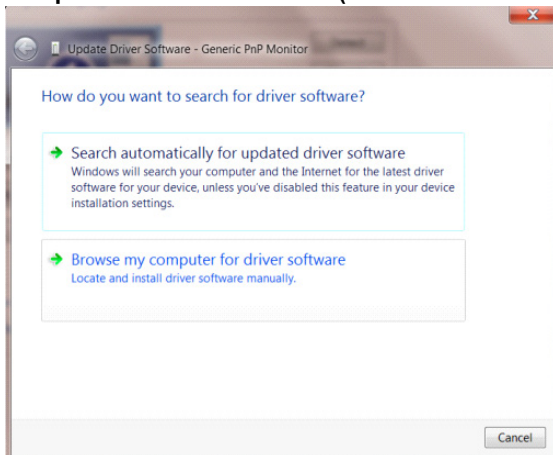 Update Driver Software - Generic PnP Monitor
How do you want to search for driver software?
Search automatically for updated driver software
Windows will search your computer and the Internet for the latest driver
software for your device, unless you've disabled this feature in your device
installation settings.
Browse my computer for driver software
Locate and install driver software manually.
Cancel